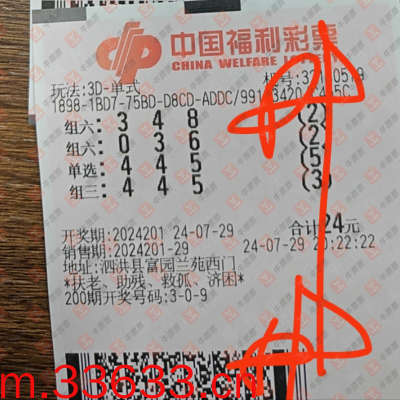 中国福利彩票
CHINA WELFARE
玩法:3D-单式
1898-1BD7-75BD-D8CD-ADDC/991
组六: 3 4 8 (2)
组六: 0 3 6 (2
单选: 4 4 5 (5
组三: 4 4 5 (3)
开奖期:2024201 24-07-29 合计24元
销售期:2024201-29 24-07-29 20:22:22
地址:泗洪县富园兰苑西门
*扶老、助残、救孤、济困*
200期开奖号码:3-0-9
m.33633.cn